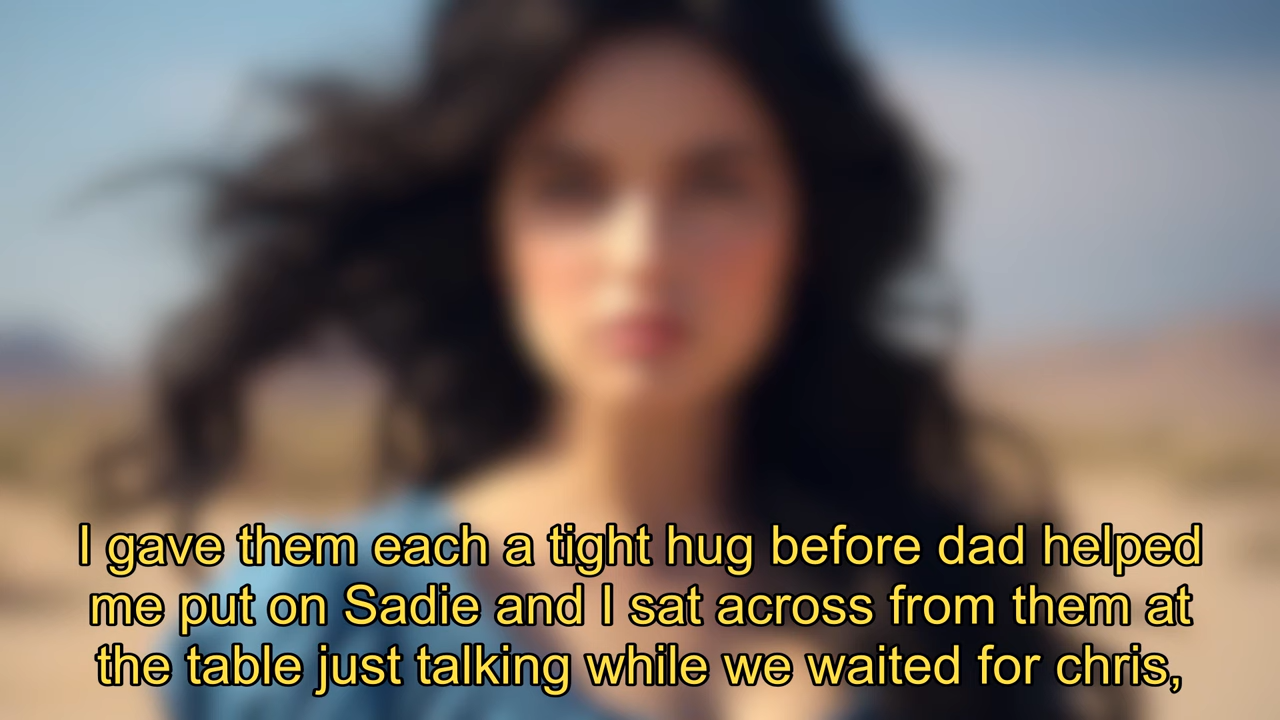 I gave them each a tight hug before dad helped
me put on Sadie and I sat across from them at
the table just talking while we waited for chris,